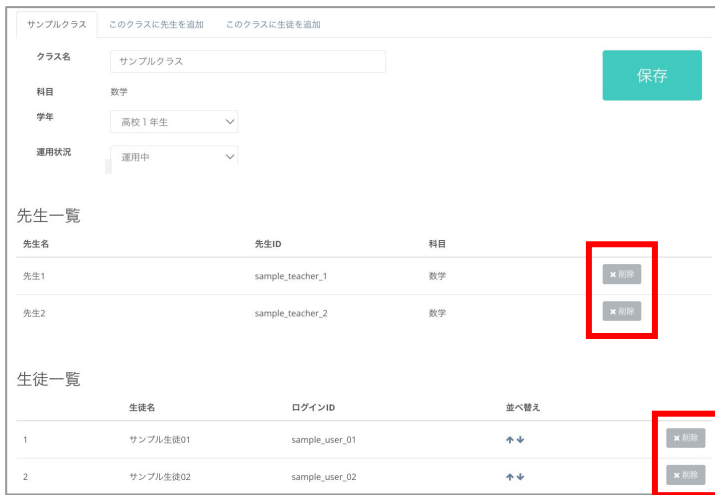 サンプルクラス このクラスに先生を追加 このクラスに生徒を追加
クラス名 サンプルクラス
保存
科目 数学
学年 高校1年生
運用状況 運用中
先生一覧
先生名 先生ID 科目
先生1 sample_teacher_1 数学 ✖削除
先生2 sample_teacher_2 数学 ✖削除
生徒一覧
生徒名 ログインID 並べ替え
1 サンプル生徒01 sample_user_01 ✖削除
2 サンプル生徒02 sample_user_02 ✖削除